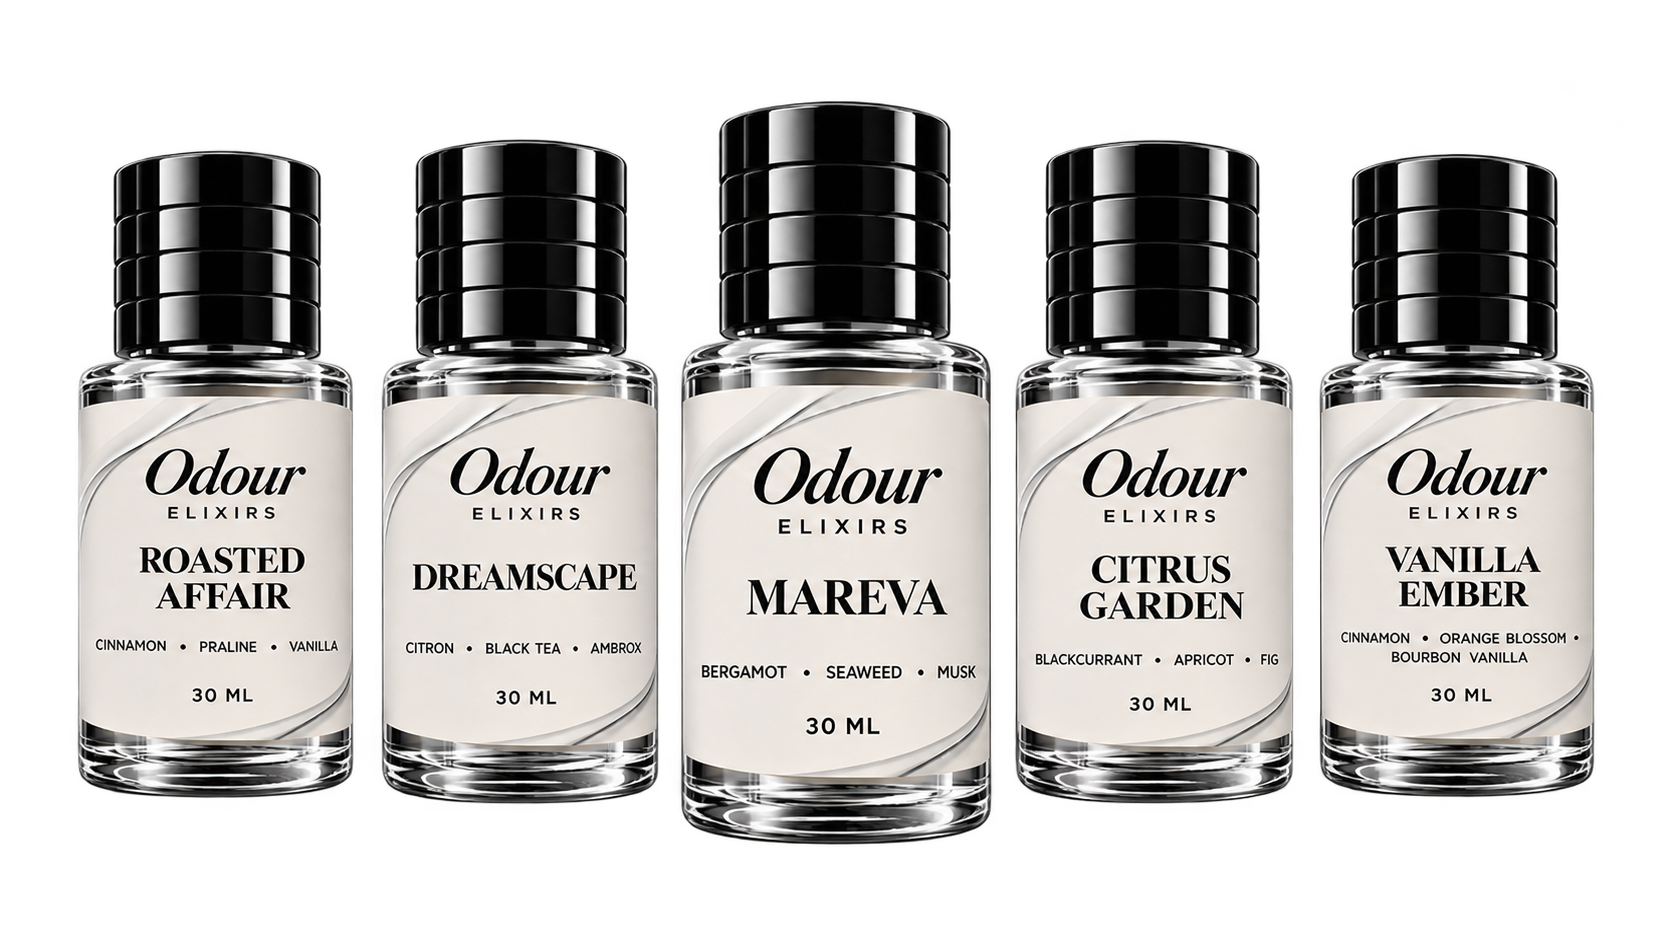 Odour
ELIXIRS
ROASTED
AFFAIR
CINNAMON • PRALINE • VANILLA
30 ML
Odour
ELIXIRS
DREAMSCAPE
CITRON • BLACK TEA • AMBROX
30 ML
Odour
ELIXIRS
MAREVA
BERGAMOT • SEAWEED • MUSK
30 ML
Odour
ELIXIRS
CITRUS
GARDEN
BLACKCURRANT • APRICOT • FIG
30 ML
Odour
ELIXIRS
VANILLA
EMBER
CINNAMON • ORANGE BLOSSOM •
BOURBON VANILLA
30 ML